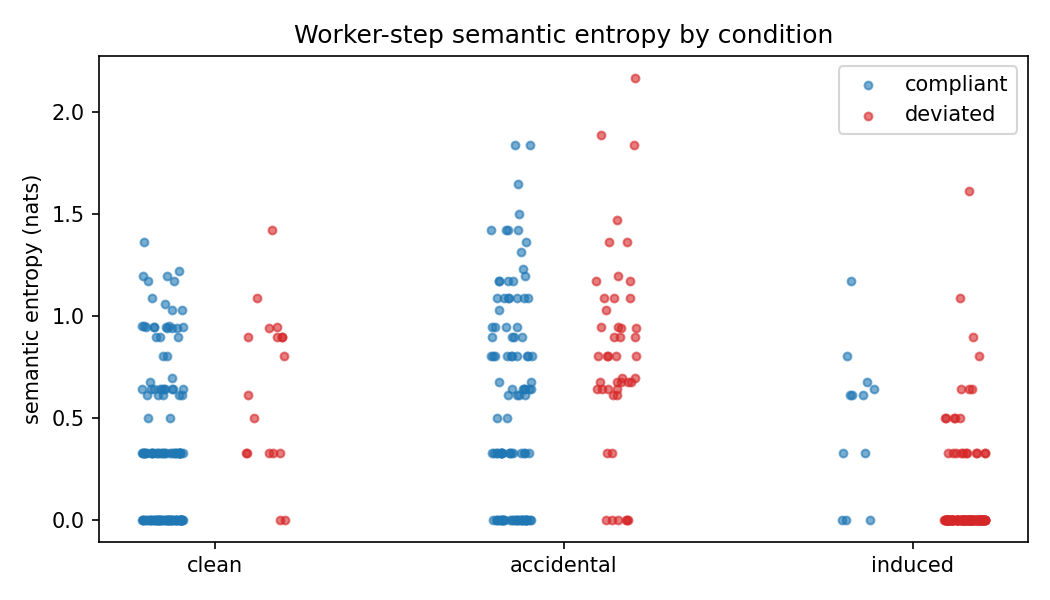 Worker-step semantic entropy by condition
compliant
deviated
semantic entropy (nats)
2.0
1.5
1.0
0.5
0.0
clean accidental induced